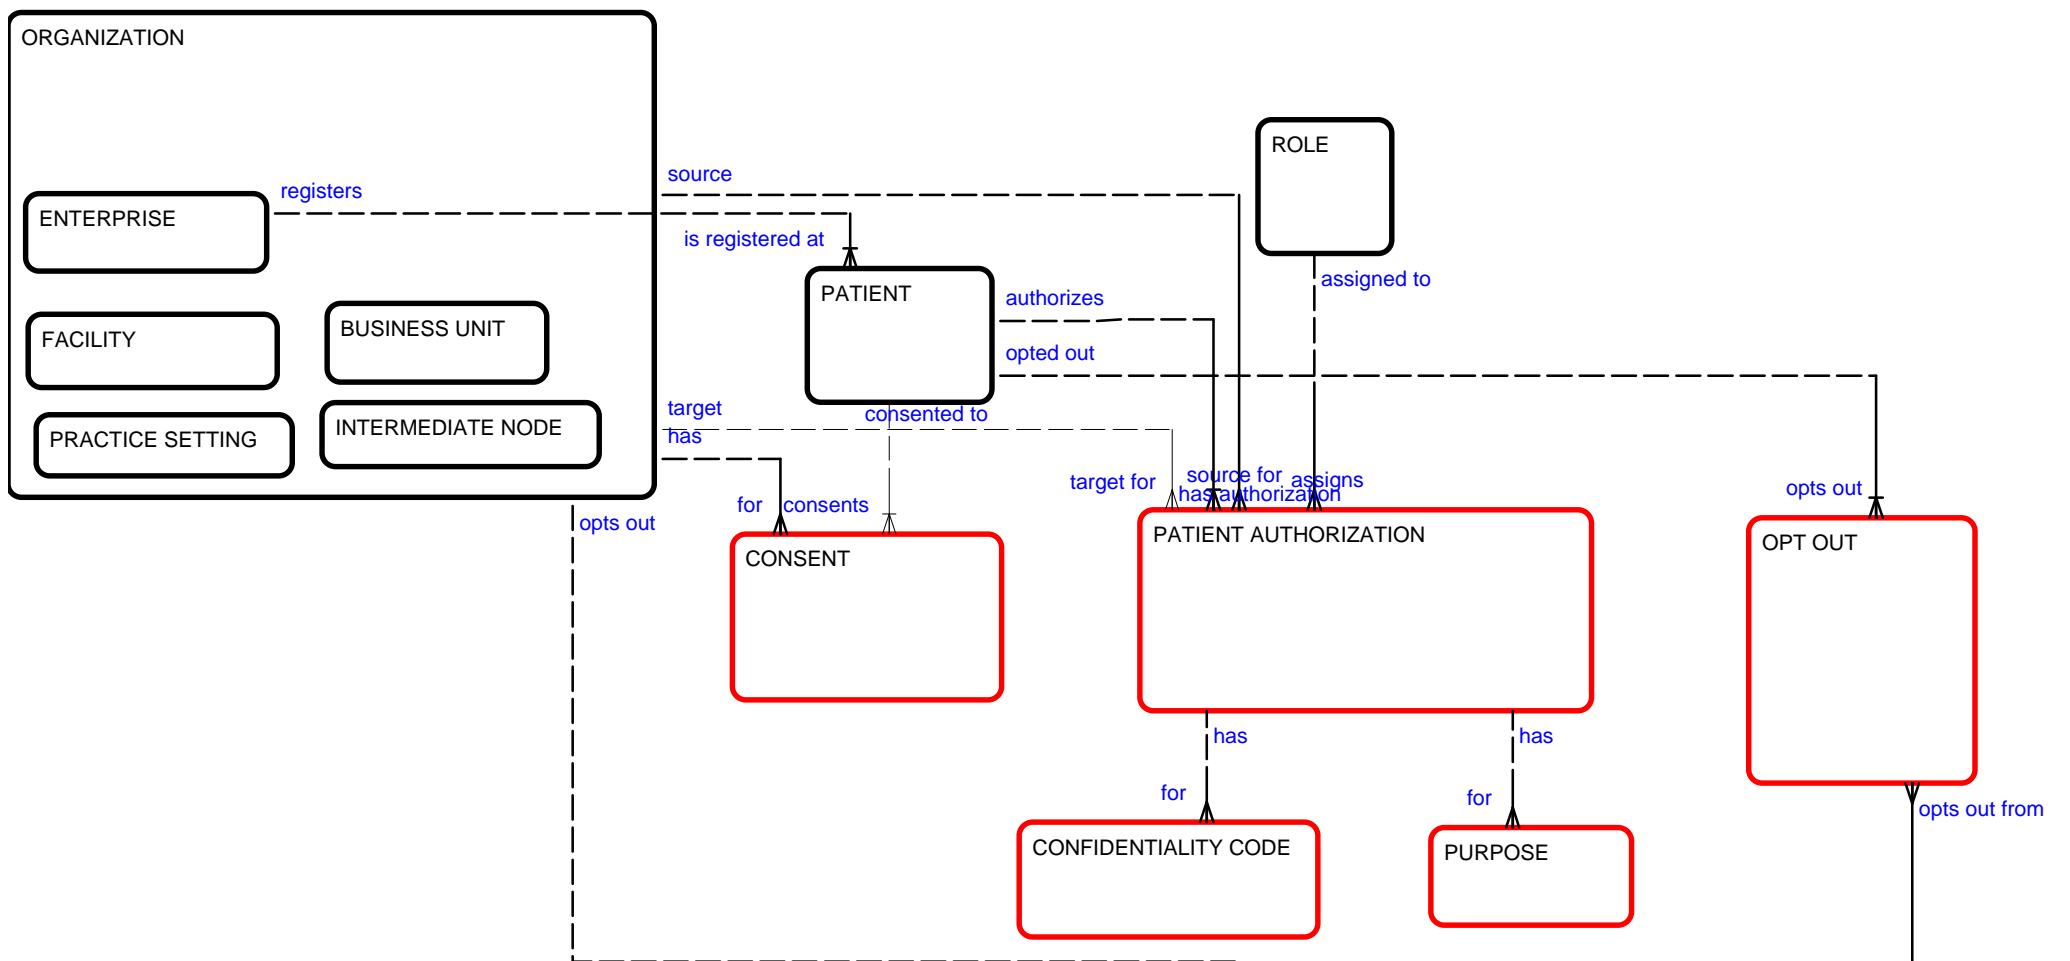 ORGANIZATION
ROLE
source
registers
ENTERPRISE
is registered at
assigned to
PATIENT
authorizes
BUSINESS UNIT
FACILITY
opted out
target
consented to
INTERMEDIATE NODE
PRACTICE SETTING
has
source for
target for
assigns
has authorization
opts out
for
consents
opts out
PATIENT AUTHORIZATION
OPT OUT
CONSENT
has
has
for
for
opts out from
CONFIDENTIALITY CODE
PURPOSE